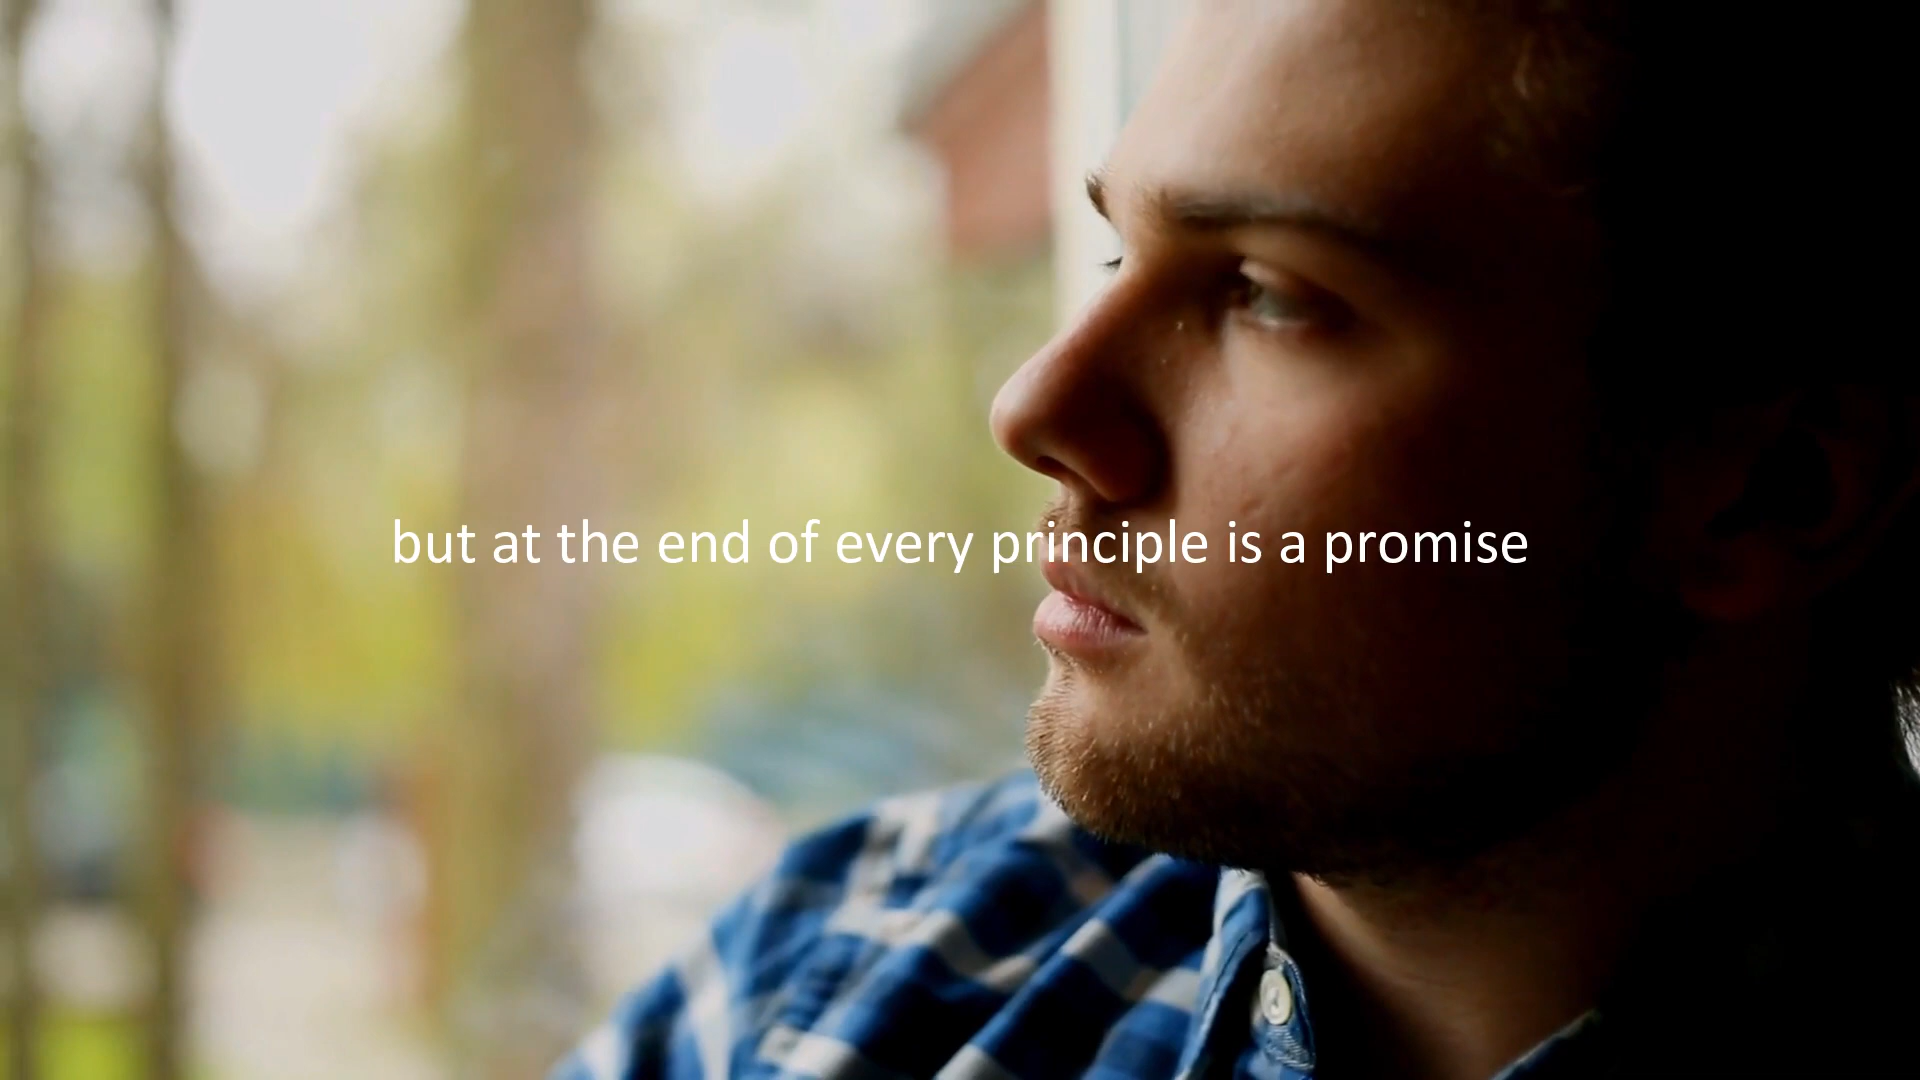 but at the end of every principle is a promise